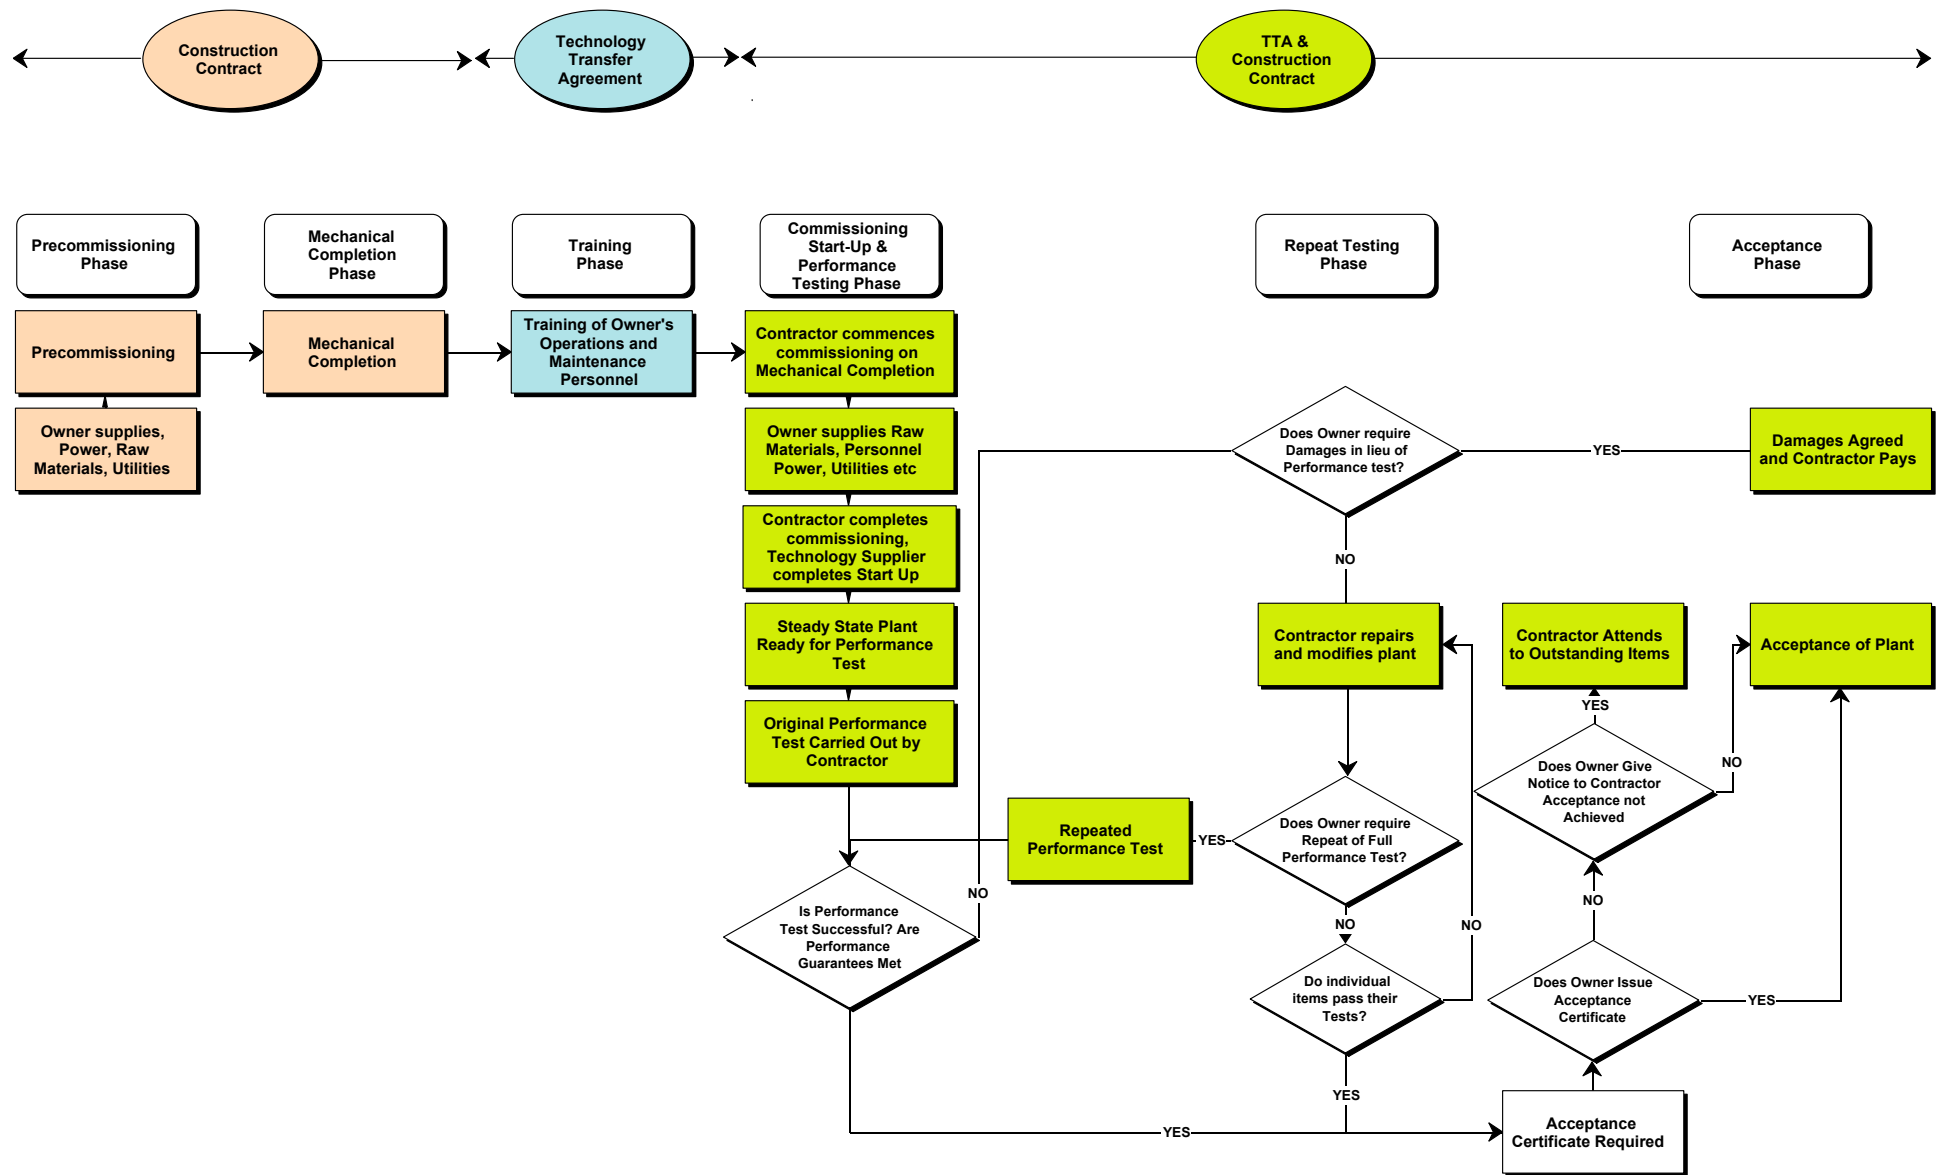 Construction
Contract
Technology
Transfer
Agreement
TTA &
Construction
Contract
Precommissioning
Phase
Mechanical
Completion
Phase
Training
Phase
Commissioning
Start-Up &
Performance
Testing Phase
Repeat Testing
Phase
Acceptance
Phase
Precommissioning
Mechanical
Completion
Training of Owner's
Operations and
Maintenance
Personnel
Contractor commences
commissioning on
Mechanical Completion
Owner supplies,
Power, Raw
Materials, Utilities
Owner supplies Raw
Materials, Personnel
Power, Utilities etc
Does Owner require
Damages in lieu of
Performance test?
YES
Damages Agreed
and Contractor Pays
Contractor completes
commissioning,
Technology Supplier
completes Start Up
NO
Steady State Plant
Ready for Performance
Test
Contractor repairs
and modifies plant
Contractor Attends
to Outstanding Items
Acceptance of Plant
Original Performance
Test Carried Out by
Contractor
YES
Does Owner Give
Notice to Contractor
Acceptance not
Achieved
NO
Repeated
Performance Test
YES
Does Owner require
Repeat of Full
Performance Test?
NO
NO
NO
NO
Is Performance
Test Successful? Are
Performance
Guarantees Met
Do individual
items pass their
Tests?
Does Owner Issue
Acceptance
Certificate
YES
YES
YES
Acceptance
Certificate Required